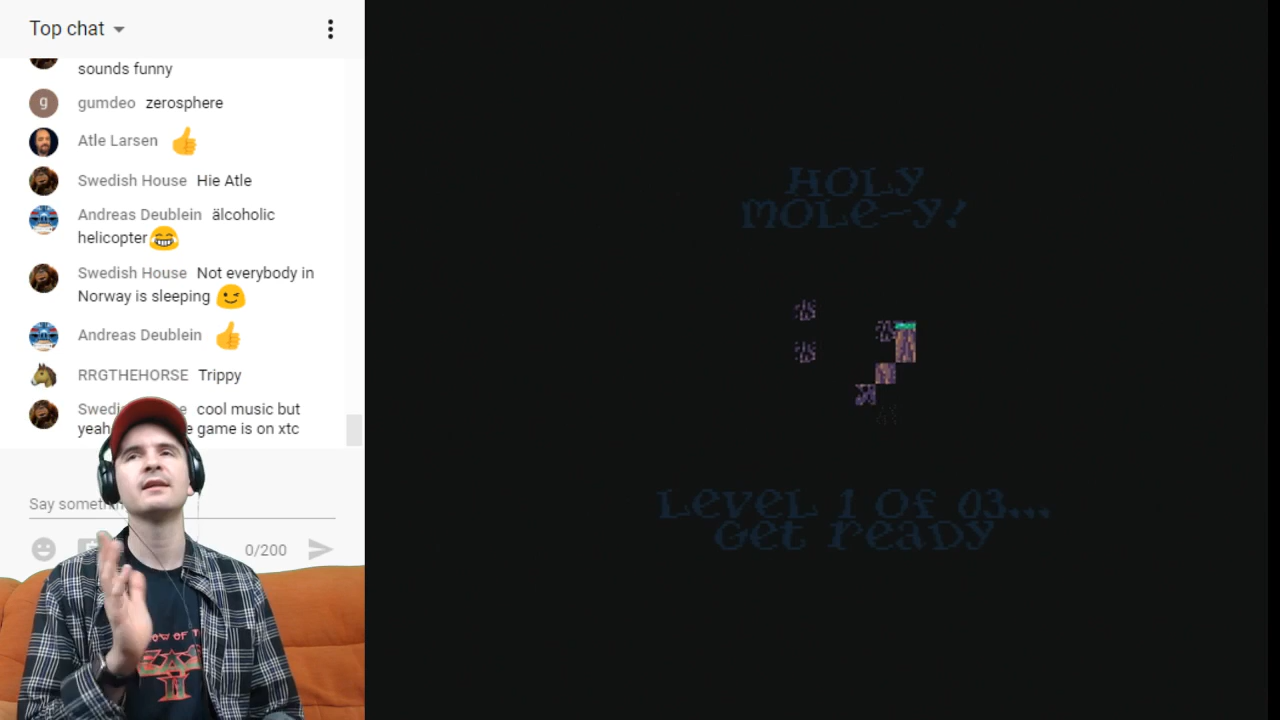 Top chat
sounds funny
g
gumdeo zerosphere
Atle Larsen
Swedish House Hie Atle
Andreas Deublein älcoholic
helicopter
Swedish House Not everybody in
Norway is sleeping
Andreas Deublein
RRGTHEHORSE Trippy
cool music but
yeah game is on xtc
Say
0/200
II
HOLY
MOLE-Y!
LEVEL 1 OF 03...
GET READY